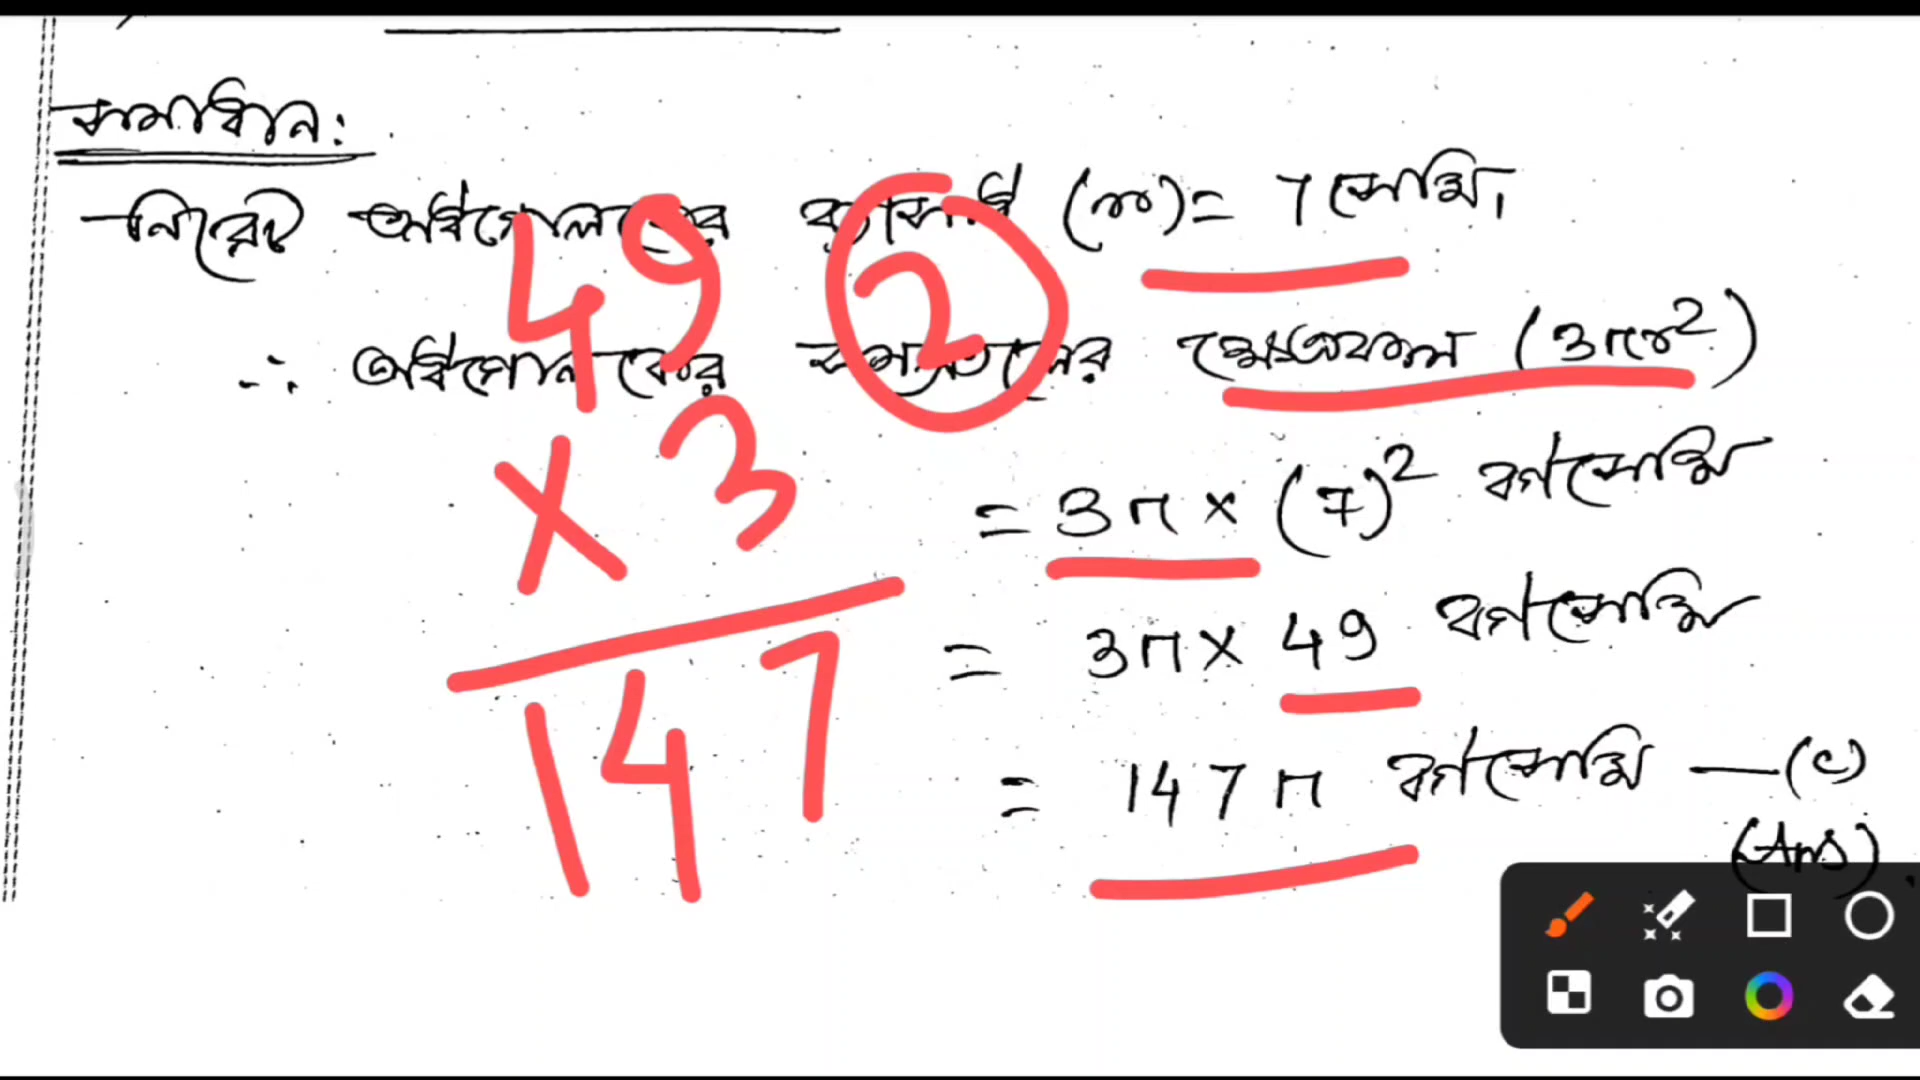 সমাধান:
নিরেট অর্ধগোলকের ব্যাসার্ধ (r) = 7 সেমি,
∴ অর্ধগোলকের সমগ্রতলের ক্ষেত্রফল (3πr²)
= 3π × (7)² বর্গসেমি
= 3π × 49 বর্গসেমি
= 147π বর্গসেমি — (c)
(Ans)
49
× 3
147
2